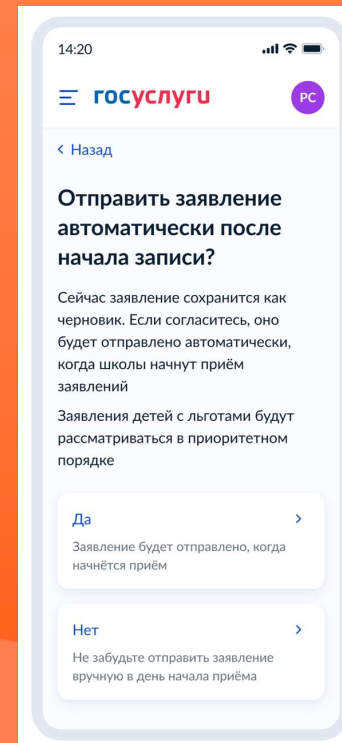 14:20
госуслуги
РС
Назад
Отправить заявление
автоматически после
начала записи?
Сейчас заявление сохранится как
черновик. Если согласитесь, оно
будет отправлено автоматически,
когда школы начнут приём
заявлений
Заявления детей с льготами будут
рассматриваться в приоритетном
порядке
Да
Заявление будет отправлено, когда
начнётся приём
Нет
Не забудьте отправить заявление
вручную в день начала приёма